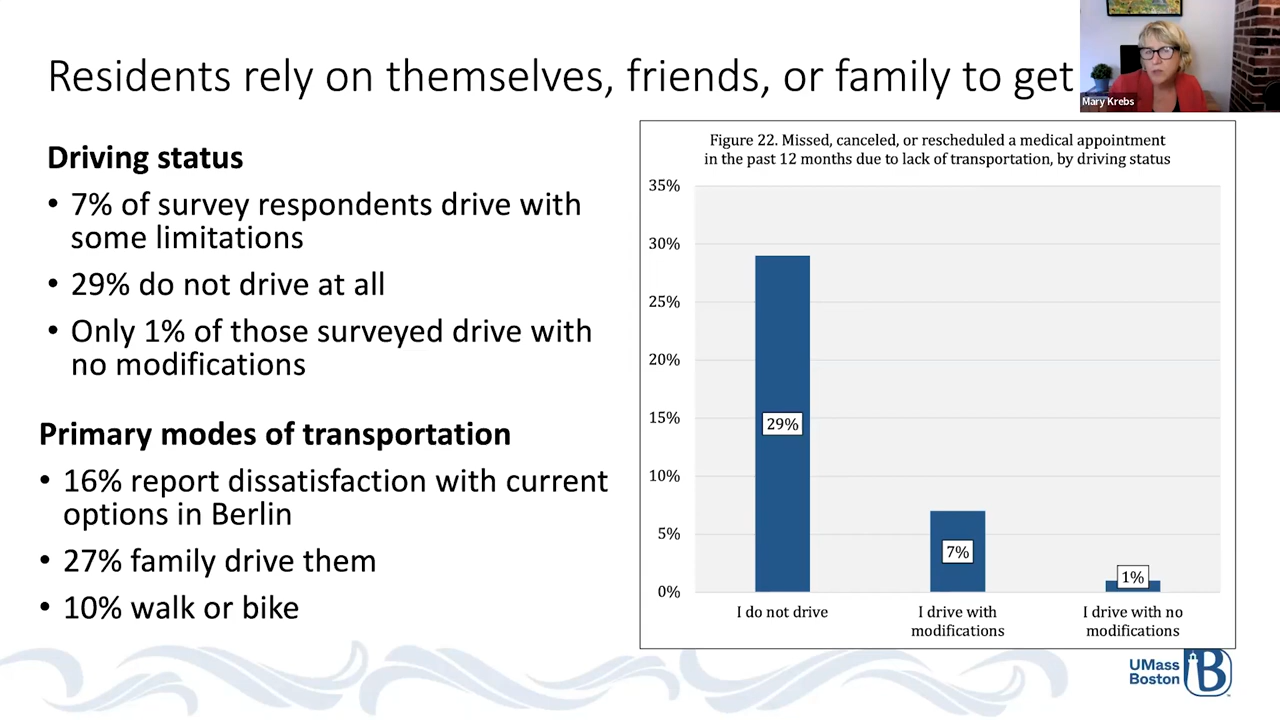 Residents rely on themselves, friends, or family to get
Mary Krebs
Driving status
• 7% of survey respondents drive with
some limitations
• 29% do not drive at all
• Only 1% of those surveyed drive with
no modifications
Primary modes of transportation
• 16% report dissatisfaction with current
options in Berlin
• 27% family drive them
• 10% walk or bike
Figure 22. Missed, canceled, or rescheduled a medical appointment
in the past 12 months due to lack of transportation, by driving status
35%
30%
25%
20%
15%
10%
5%
0%
29%
7%
1%
I do not drive
I drive with
modifications
I drive with no
modifications
UMass
Boston
B